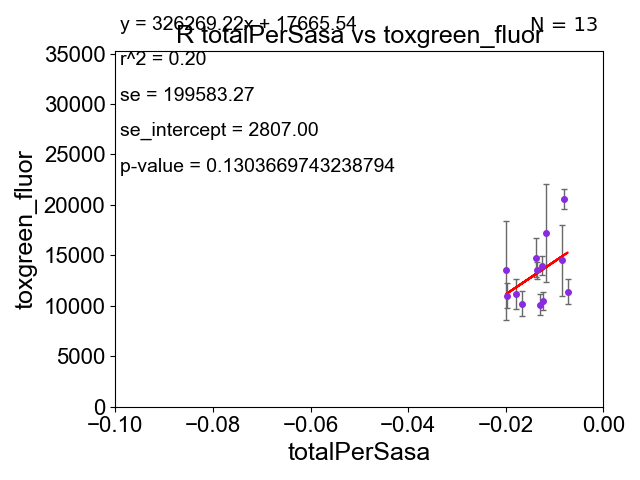 y = 326269.22x + 17665.54
N = 13
R totalPerSasa vs toxgreen_fluor
r^2 = 0.20
se = 199583.27
se_intercept = 2807.00
p-value = 0.1303669743238794
35000
30000
25000
20000
15000
10000
5000
0
toxgreen_fluor
−0.10 −0.08 −0.06 −0.04 −0.02 0.00
totalPerSasa